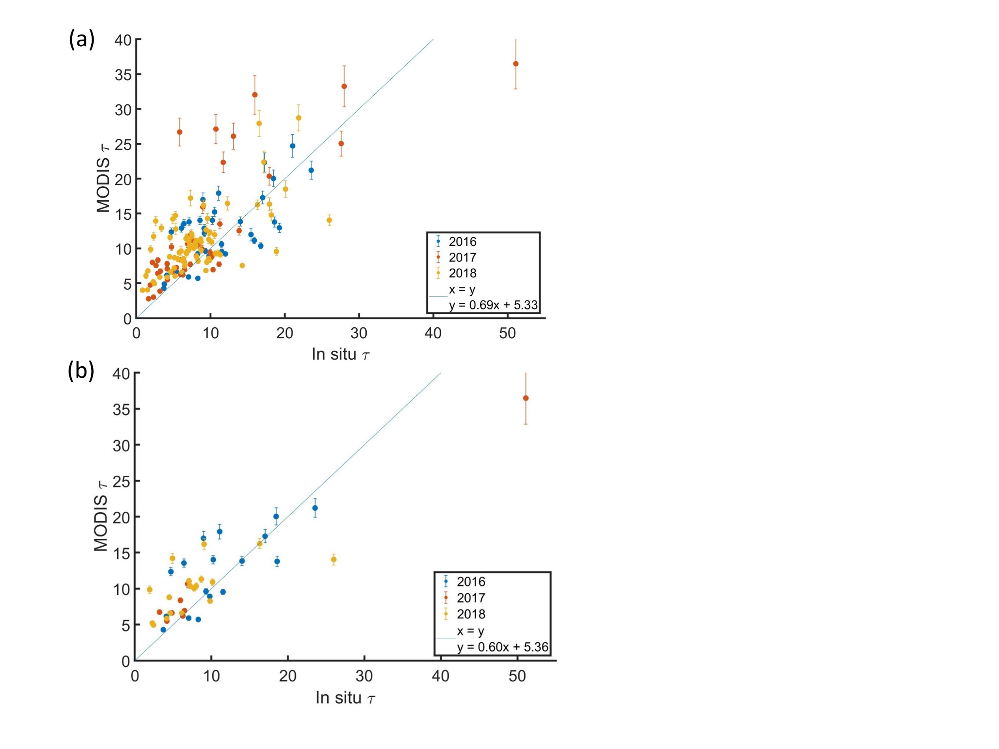 (a)
40
35
30
25
20
15
10
5
0
MODIS τ
0 10 20 30 40 50
In situ τ
2016
2017
2018
x = y
y = 0.69x + 5.33
(b)
40
35
30
25
20
15
10
5
0
MODIS τ
0 10 20 30 40 50
In situ τ
2016
2017
2018
x = y
y = 0.60x + 5.36